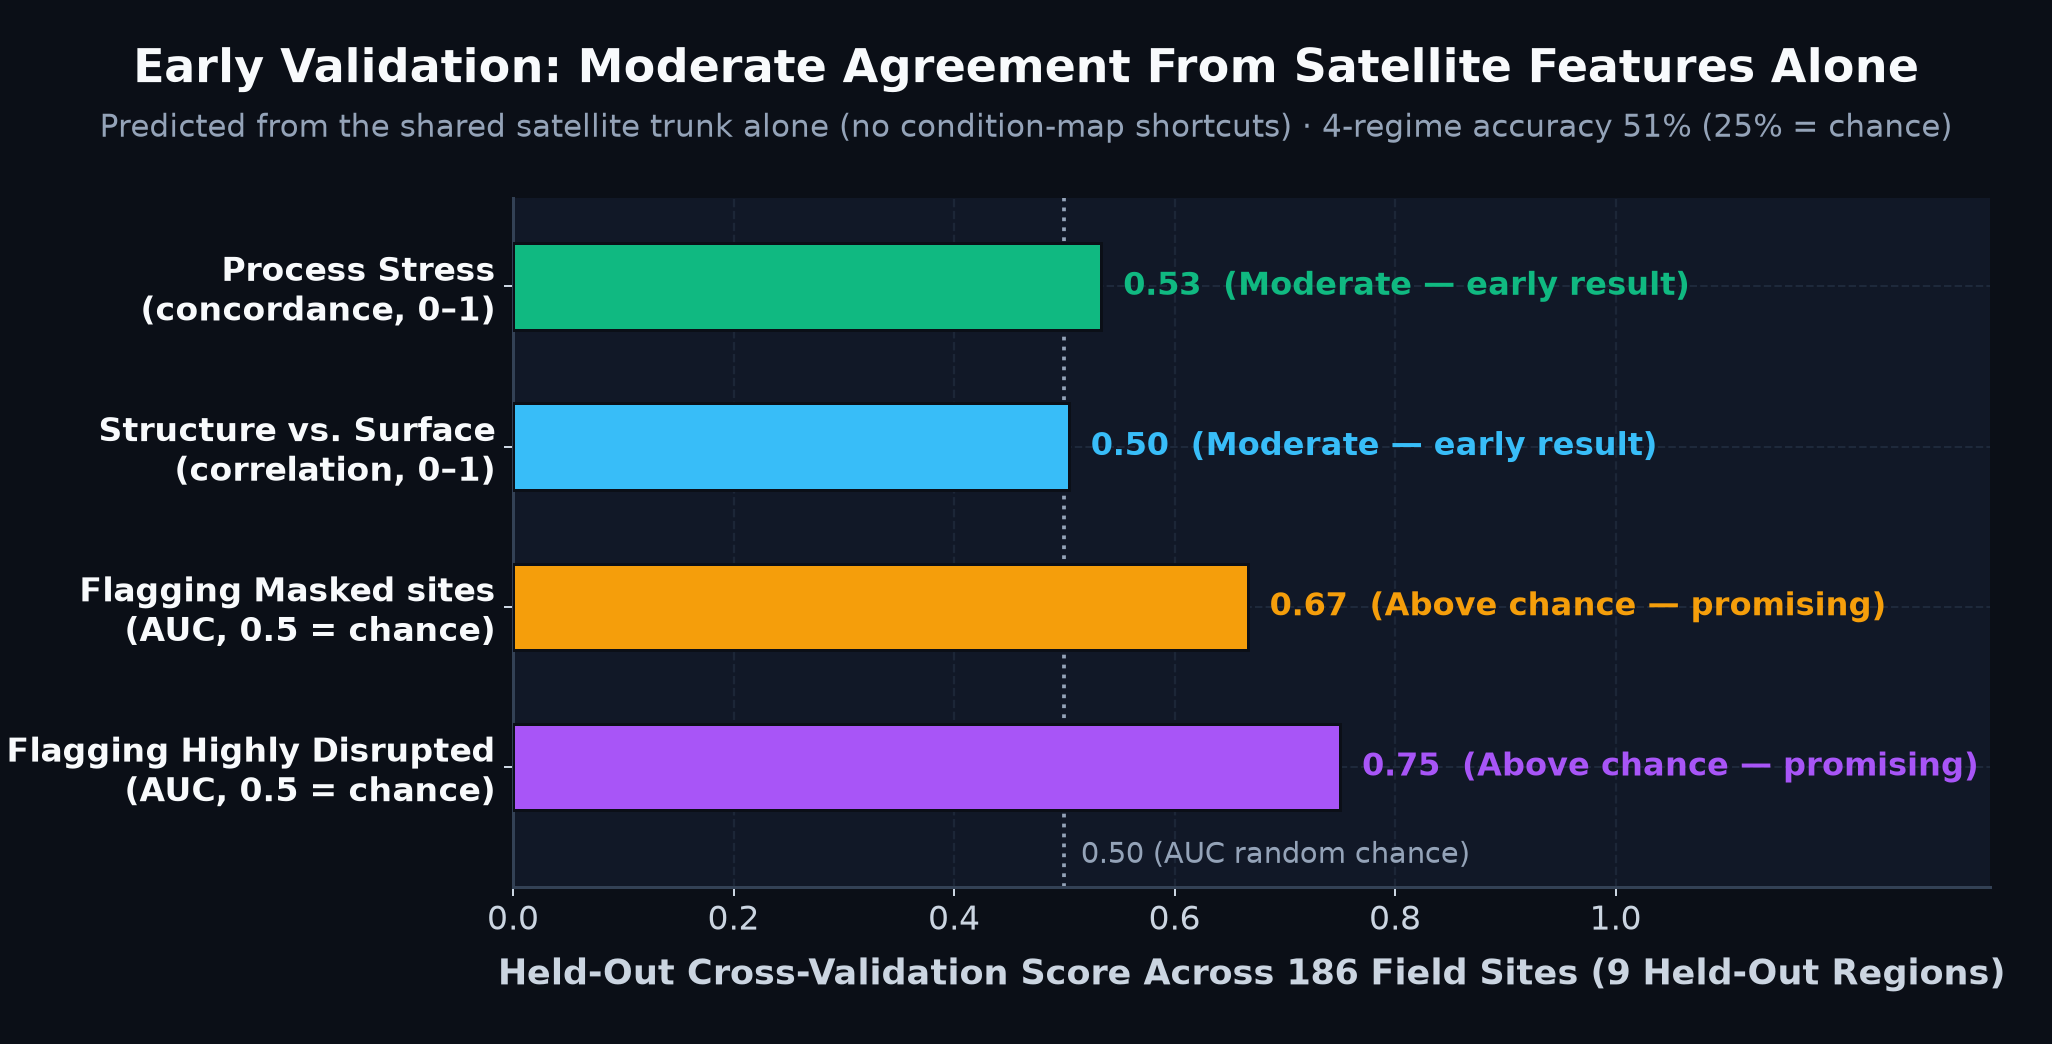 Early Validation: Moderate Agreement From Satellite Features Alone
Predicted from the shared satellite trunk alone (no condition-map shortcuts) · 4-regime accuracy 51% (25% = chance)
Process Stress
(concordance, 0–1)
0.53 (Moderate — early result)
Structure vs. Surface
(correlation, 0–1)
0.50 (Moderate — early result)
Flagging Masked sites
(AUC, 0.5 = chance)
0.67 (Above chance — promising)
Flagging Highly Disrupted
(AUC, 0.5 = chance)
0.75 (Above chance — promising)
0.50 (AUC random chance)
0.0 0.2 0.4 0.6 0.8 1.0
Held-Out Cross-Validation Score Across 186 Field Sites (9 Held-Out Regions)